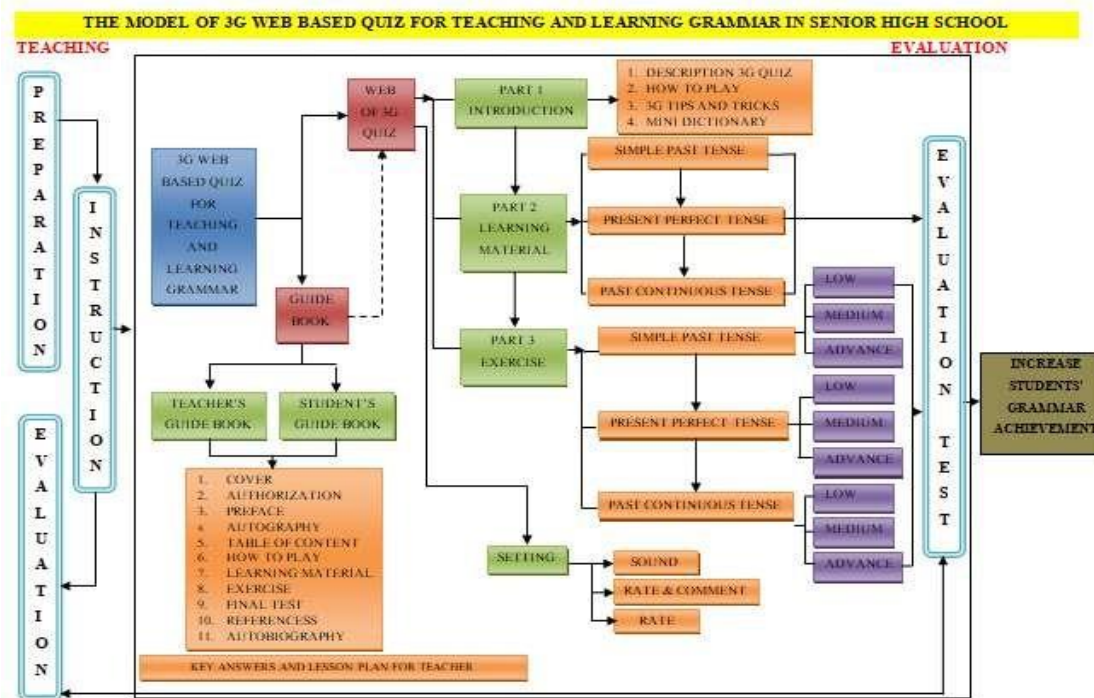 THE MODEL OF 3G WEB BASED QUIZ FOR TEACHING AND LEARNING GRAMMAR IN SENIOR HIGH SCHOOL
TEACHING
EVALUATION
PREPARATION
INSTRUCTION
EVALUATION
3G WEB
BASED QUIZ
FOR
TEACHING
AND
LEARNING
GRAMMAR
WEB
OF 3G
QUIZ
GUIDE
BOOK
TEACHER'S
GUIDE BOOK
STUDENT'S
GUIDE BOOK
1. COVER
2. AUTHORIZATION
3. PREFACE
4. AUTOGRAPHY
5. TABLE OF CONTENT
6. HOW TO PLAY
7. LEARNING MATERIAL
8. EXERCISE
9. FINAL TEST
10. REFERENCESS
11. AUTOBIOGRAPHY
KEY ANSWERS AND LESSON PLAN FOR TEACHER
PART 1
INTRODUCTION
1. DESCRIPTION 3G QUIZ
2. HOW TO PLAY
3. 3G TIPS AND TRICKS
4. MINI DICTIONARY
PART 2
LEARNING
MATERIAL
SIMPLE PAST TENSE
PRESENT PERFECT TENSE
PAST CONTINUOUS TENSE
PART 3
EXERCISE
SIMPLE PAST TENSE
LOW
MEDIUM
ADVANCE
PRESENT PERFECT TENSE
LOW
MEDIUM
ADVANCE
PAST CONTINUOUS TENSE
LOW
MEDIUM
ADVANCE
SETTING
SOUND
RATE & COMMENT
RATE
EVALUATION TEST
INCREASE
STUDENTS'
GRAMMAR
ACHIEVEMENT